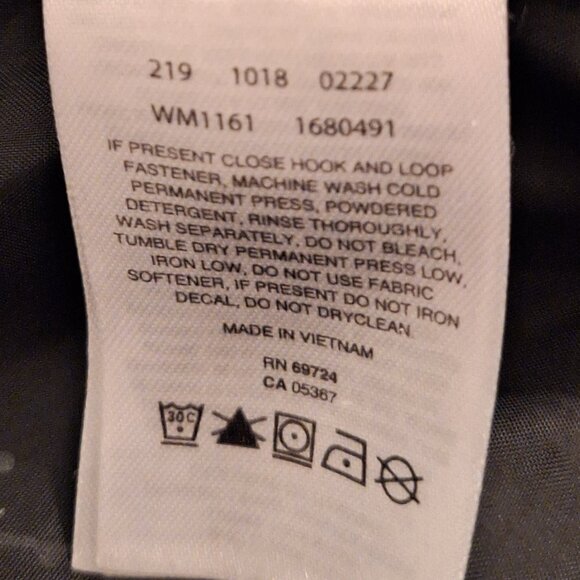 219 1018 02227
WM1161 1680491
IF PRESENT CLOSE HOOK AND LOOP
FASTENER, MACHINE WASH COLD
PERMANENT PRESS, POWDERED
DETERGENT, RINSE THOROUGHLY,
WASH SEPARATELY, DO NOT BLEACH,
TUMBLE DRY PERMANENT PRESS LOW,
IRON LOW, DO NOT USE FABRIC
SOFTENER, IF PRESENT DO NOT IRON
DECAL, DO NOT DRYCLEAN
MADE IN VIETNAM
RN 69724
CA 05367
30C